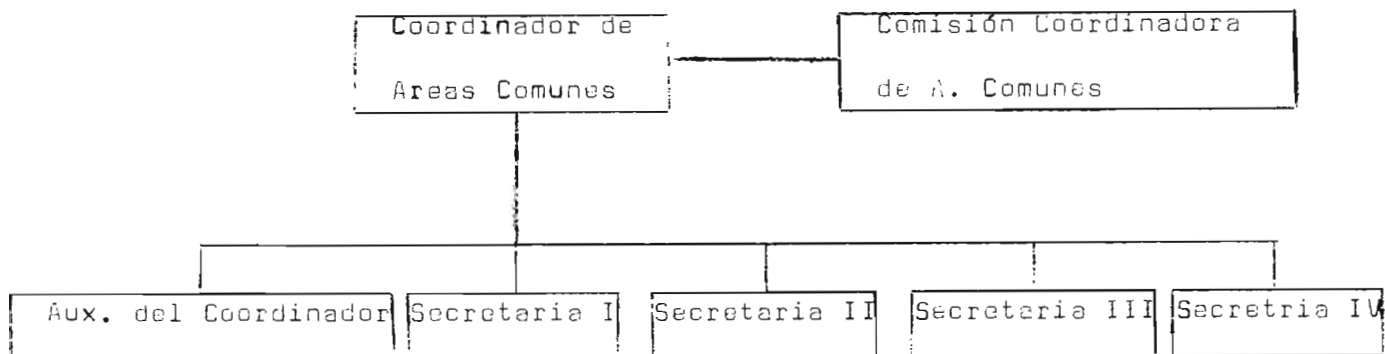 Coordinador de
Areas Comunes
Comisión Coordinadora
de A. Comunes
Aux. del Coordinador
Secretaria I
Secretaria II
Secretaria III
Secretria IV